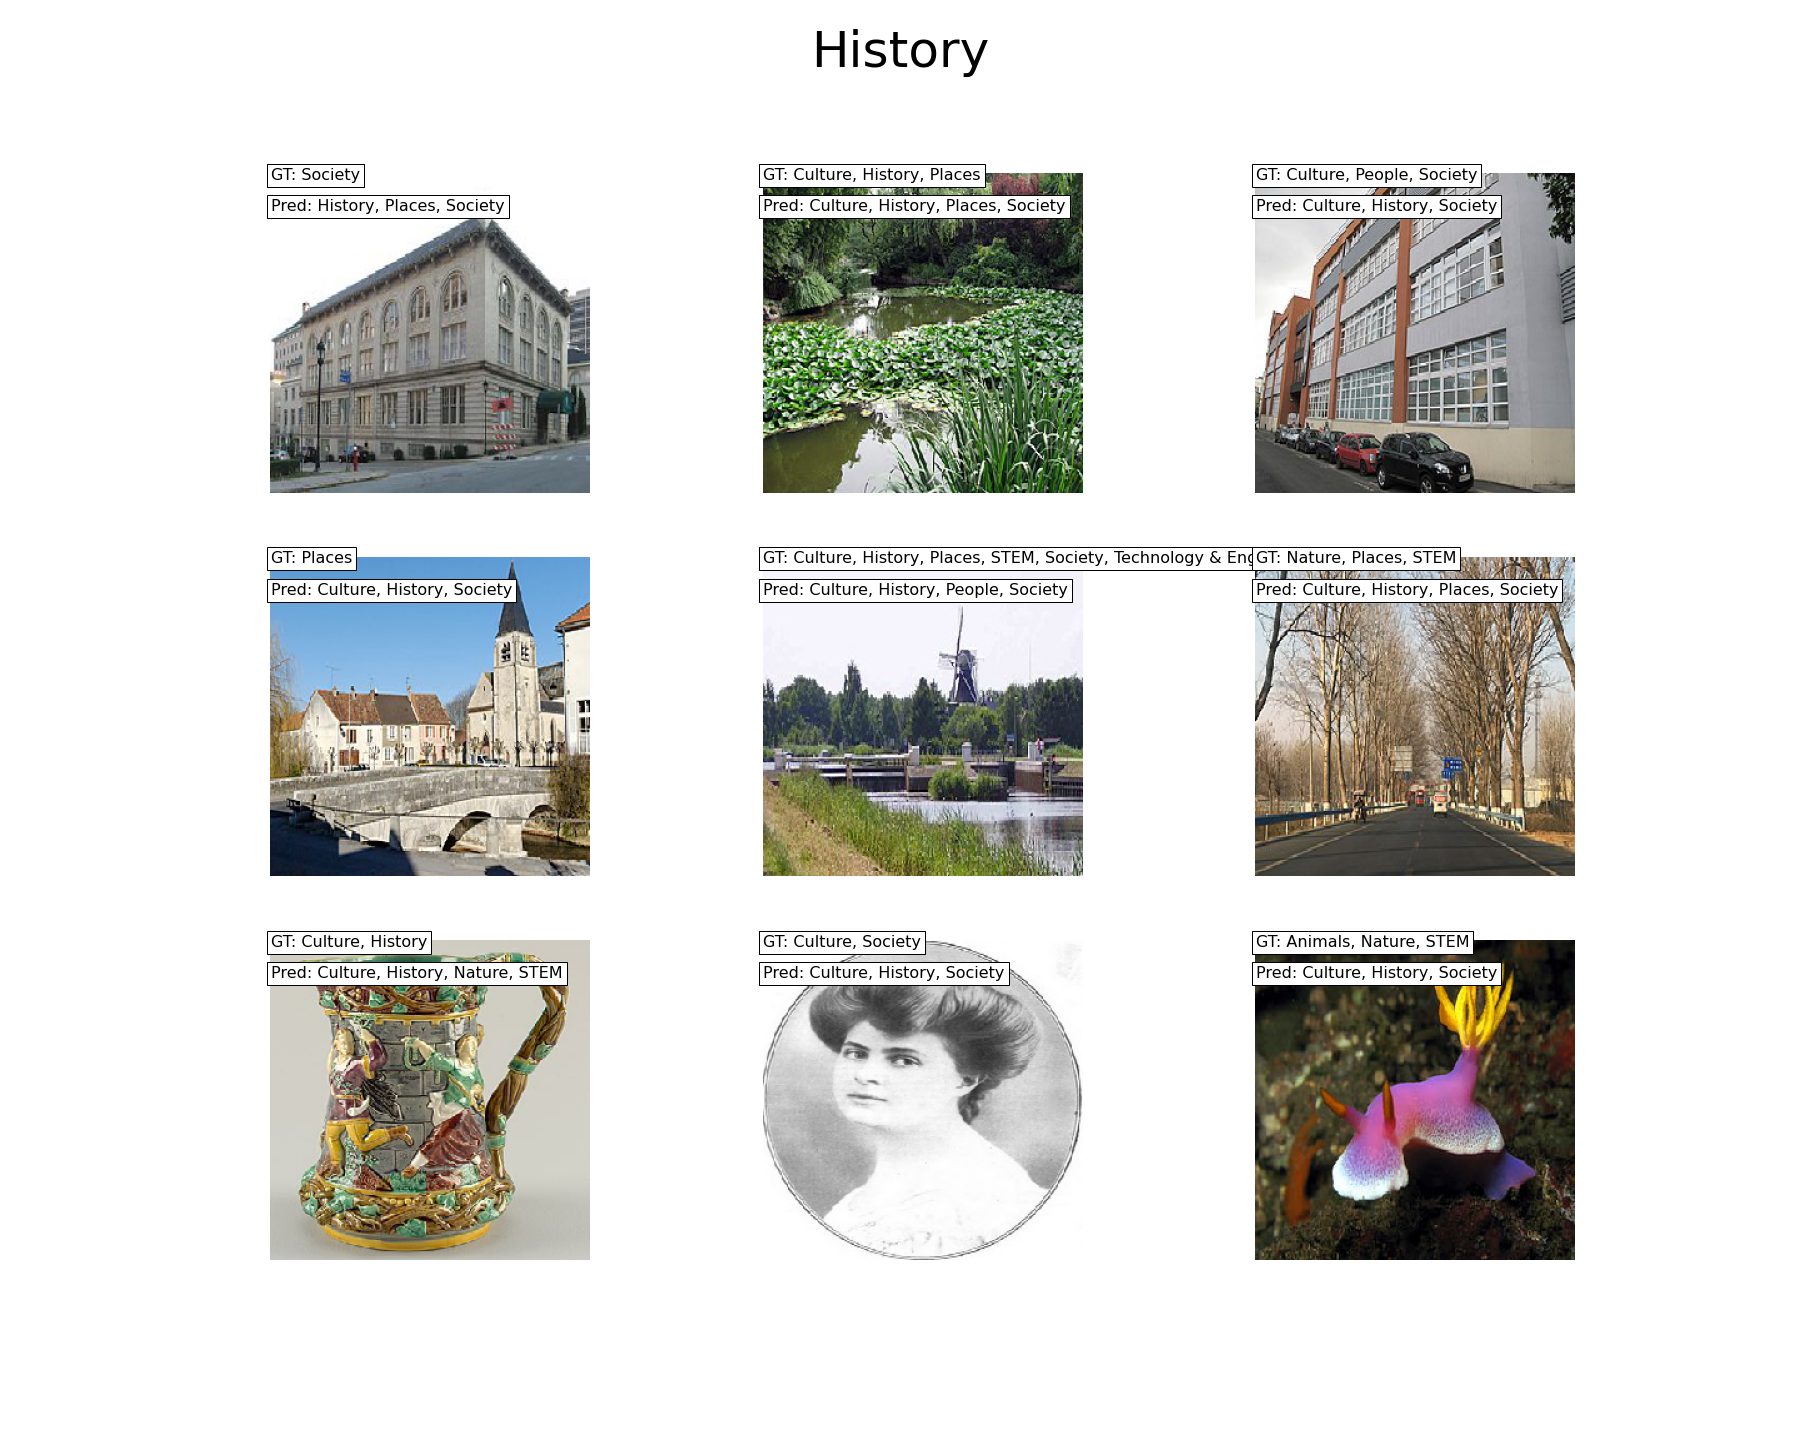 History
GT: Society
Pred: History, Places, Society
GT: Culture, History, Places
Pred: Culture, History, Places, Society
GT: Culture, People, Society
Pred: Culture, History, Society
GT: Places
Pred: Culture, History, Society
GT: Culture, History, Places, STEM, Society, Technology & Eng
Pred: Culture, History, People, Society
GT: Nature, Places, STEM
Pred: Culture, History, Places, Society
GT: Culture, History
Pred: Culture, History, Nature, STEM
GT: Culture, Society
Pred: Culture, History, Society
GT: Animals, Nature, STEM
Pred: Culture, History, Society